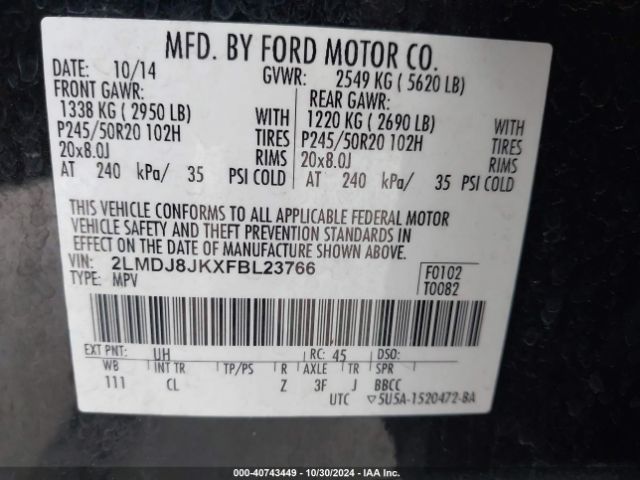 MFD. BY FORD MOTOR CO.
DATE: 10/14 GVWR: 2549 KG ( 5620 LB)
FRONT GAWR: REAR GAWR:
1338 KG ( 2950 LB) WITH 1220 KG ( 2690 LB) WITH
P245/50R20 102H TIRES P245/50R20 102H TIRES
20x8.0J RIMS 20x8.0J RIMS
AT 240 kPa/ 35 PSI COLD AT 240 kPa/ 35 PSI COLD
THIS VEHICLE CONFORMS TO ALL APPLICABLE FEDERAL MOTOR
VEHICLE SAFETY AND THEFT PREVENTION STANDARDS IN
EFFECT ON THE DATE OF MANUFACTURE SHOWN ABOVE.
VIN: 2LMDJ8JKXFBL23766 F0102
TYPE: MPV T0082
EXT PNT: UH RC: 45 DSO:
WB INT TR TP/PS R AXLE TR SPR
111 CL Z 3F J BBCC
UTC ▽5U5A-1520472-BA
000-40743449 - 10/30/2024 - IAA Inc.